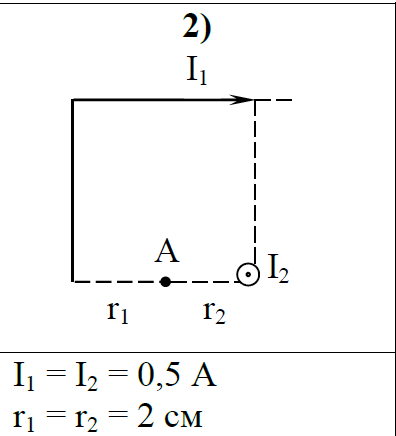 2)
I₁
A
I₂
r₁ r₂
I₁ = I₂ = 0,5 А
r₁ = r₂ = 2 см